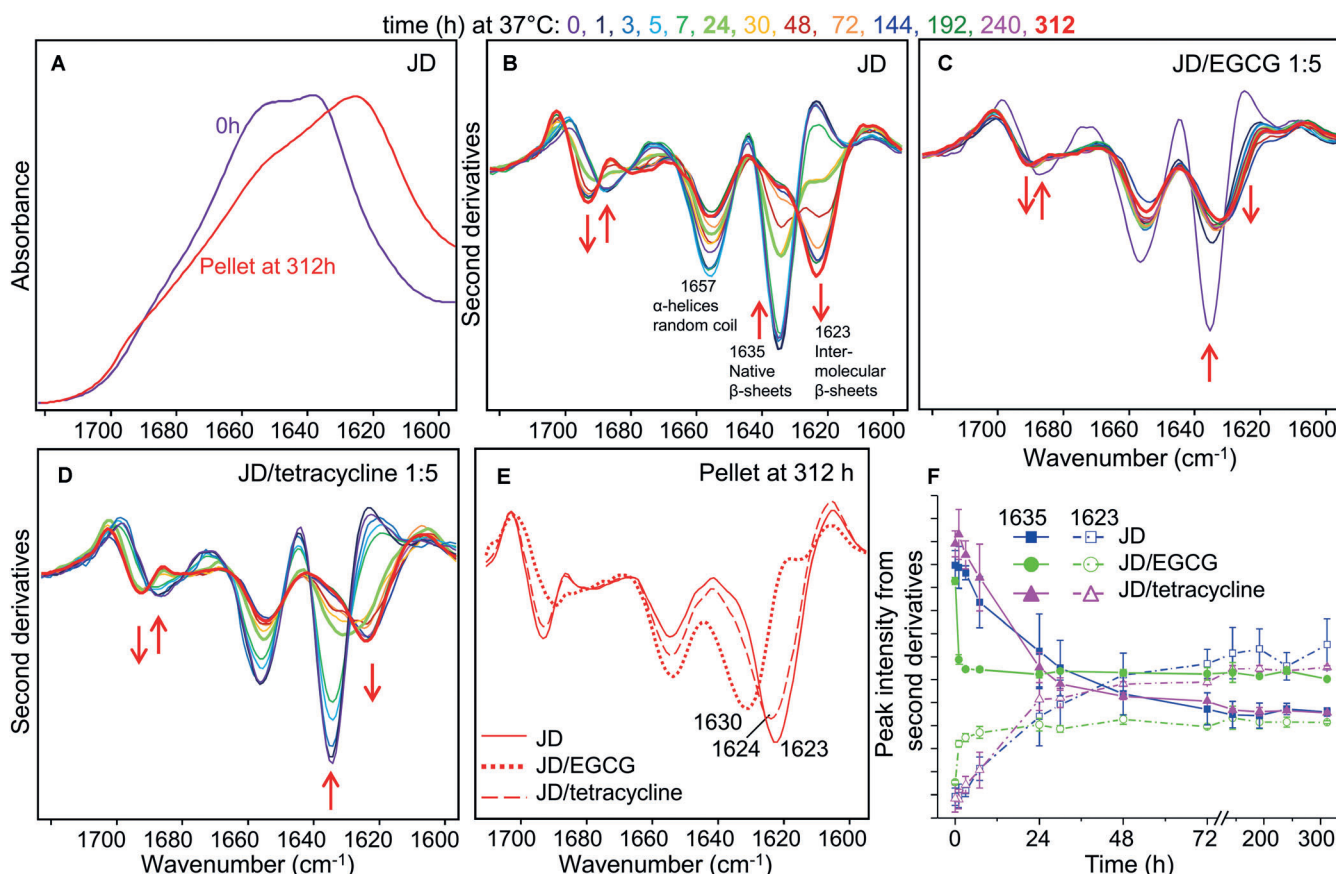 time (h) at 37°C: 0, 1, 3, 5, 7, 24, 30, 48, 72, 144, 192, 240, 312
A
JD
0h
Pellet at 312h
Absorbance
1700 1680 1660 1640 1620 1600
B
JD
Second derivatives
1657
α-helices
random coil
1635
Native
β-sheets
1623
Inter-
molecular
β-sheets
1700 1680 1660 1640 1620 1600
C
JD/EGCG 1:5
1700 1680 1660 1640 1620 1600
Wavenumber (cm⁻¹)
D
JD/tetracycline 1:5
Second derivatives
1700 1680 1660 1640 1620 1600
Wavenumber (cm⁻¹)
E
Pellet at 312 h
1630
1624
1623
JD
JD/EGCG
JD/tetracycline
1700 1680 1660 1640 1620 1600
Wavenumber (cm⁻¹)
F
1635 1623
JD
JD/EGCG
JD/tetracycline
Peak intensity from
second derivatives
0 24 48 72 200 300
Time (h)